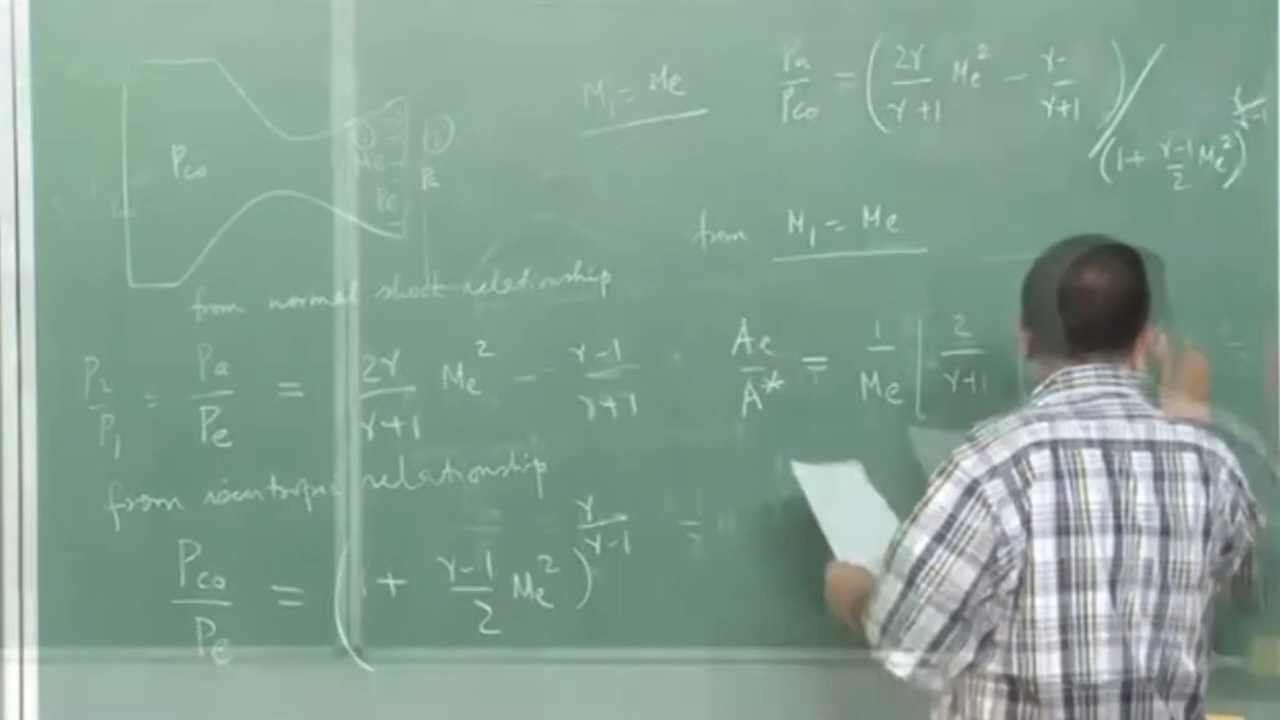 Pco
① Me Pe
② Pa
from normal shock relationship
P2/P1 = Pa/Pe = 2γ/(γ+1) Me² - (γ-1)/(γ+1)
from isentropic relationship
Pco/Pe = (1 + (γ-1)/2 Me²)^(γ/(γ-1))
M1 = Me
Pa/Pco = (2γ/(γ+1) Me² - (γ-)/(γ+1)) /
(1 + (γ-1)/2 Me²)^(γ/(γ-1))
from M1 = Me
Ae/A* = 1/Me [ 2/(γ+1)